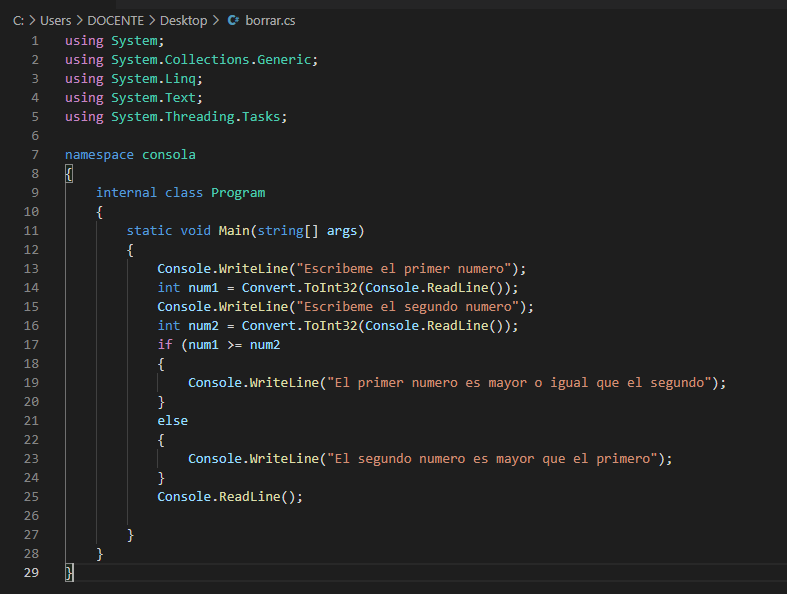 C: > Users > DOCENTE > Desktop > C# borrar.cs
1 using System;
2 using System.Collections.Generic;
3 using System.Linq;
4 using System.Text;
5 using System.Threading.Tasks;
6
7 namespace consola
8 {
9 internal class Program
10 {
11 static void Main(string[] args)
12 {
13 Console.WriteLine("Escribeme el primer numero");
14 int num1 = Convert.ToInt32(Console.ReadLine());
15 Console.WriteLine("Escribeme el segundo numero");
16 int num2 = Convert.ToInt32(Console.ReadLine());
17 if (num1 >= num2
18 {
19 Console.WriteLine("El primer numero es mayor o igual que el segundo");
20 }
21 else
22 {
23 Console.WriteLine("El segundo numero es mayor que el primero");
24 }
25 Console.ReadLine();
26
27 }
28 }
29 }